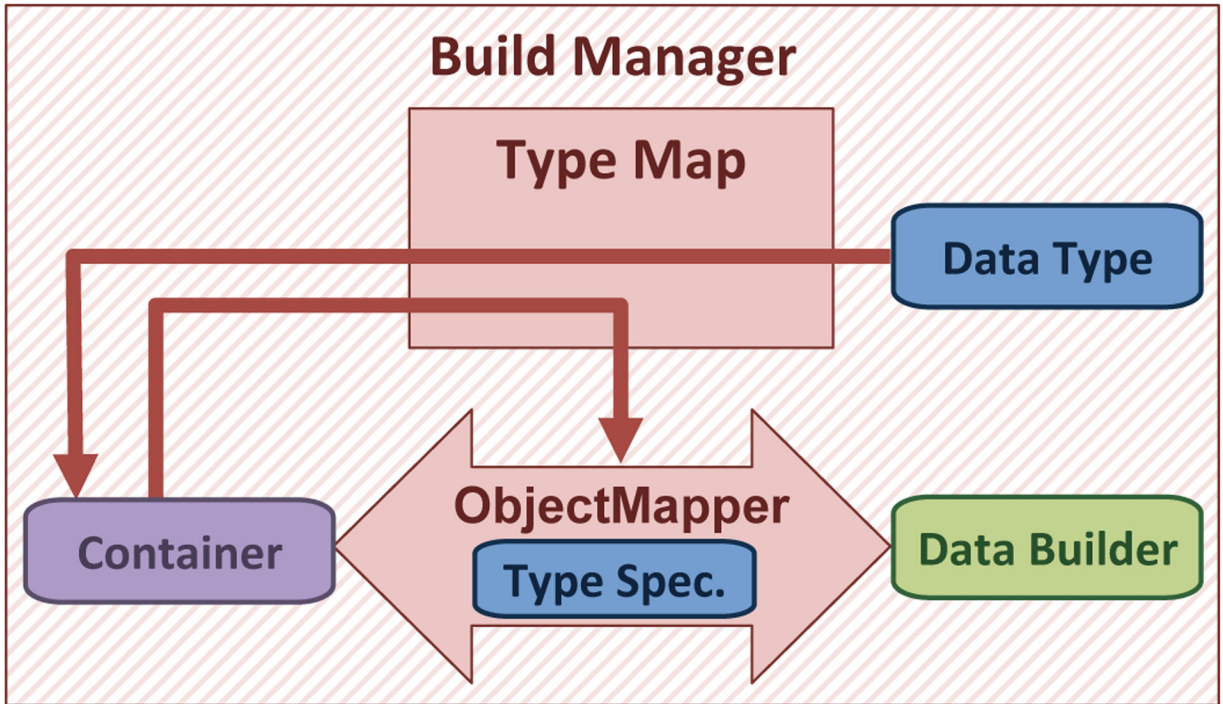 Build Manager
Type Map
Data Type
ObjectMapper
Container
Type Spec.
Data Builder